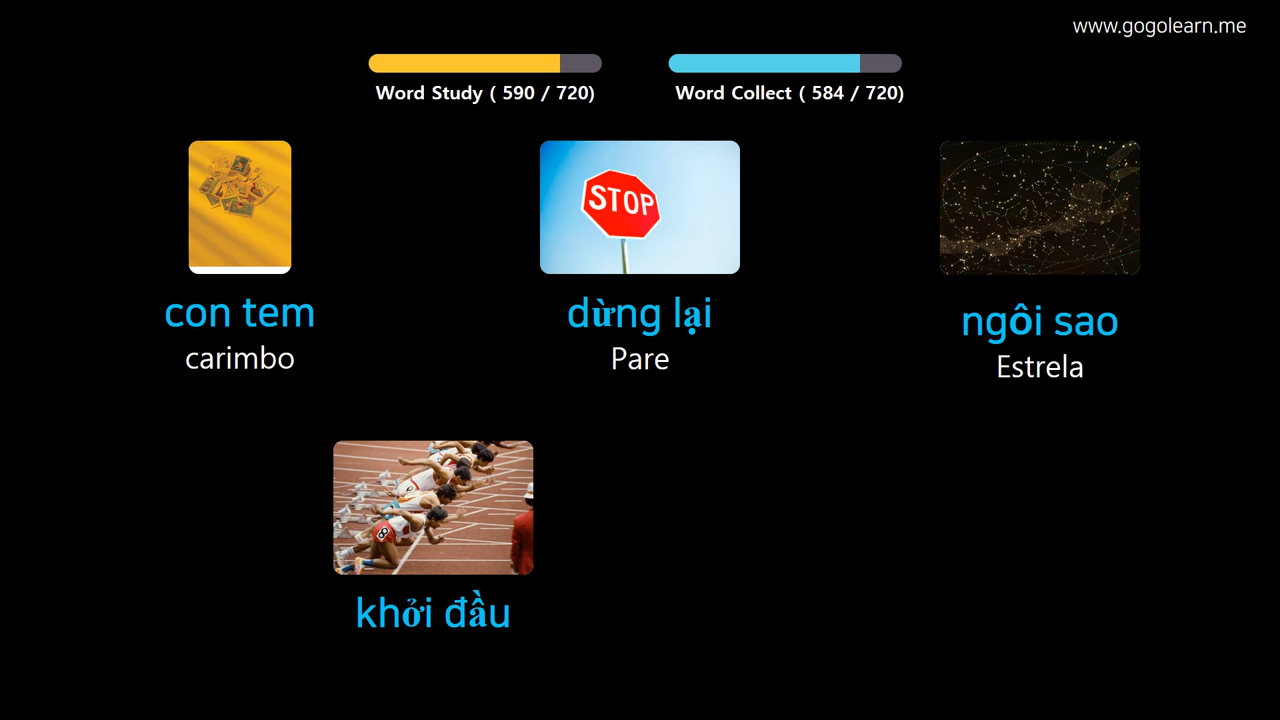 www.gogolearn.me
Word Study ( 590 / 720)
Word Collect ( 584 / 720)
STOP
con tem
carimbo
dừng lại
Pare
ngôi sao
Estrela
8
khởi đầu